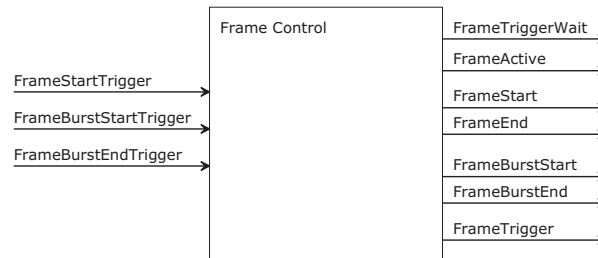 Frame Control
FrameStartTrigger
FrameBurstStartTrigger
FrameBurstEndTrigger
FrameTriggerWait
FrameActive
FrameStart
FrameEnd
FrameBurstStart
FrameBurstEnd
FrameTrigger